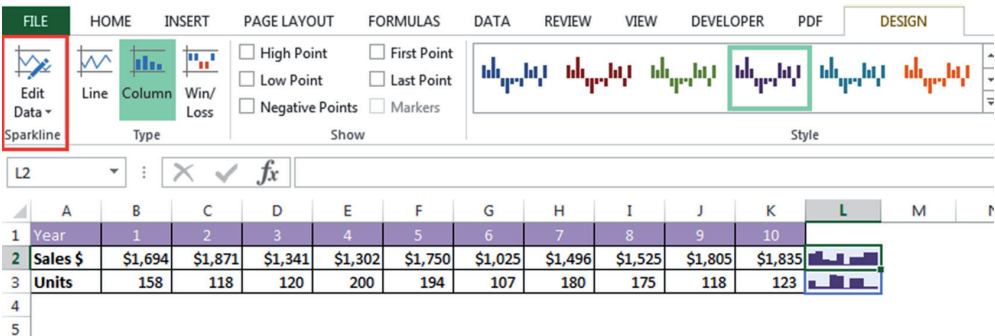 FILE HOME INSERT PAGE LAYOUT FORMULAS DATA REVIEW VIEW DEVELOPER PDF DESIGN
High Point First Point
Low Point Last Point
Negative Points Markers
Edit Data
Line Column Win/ Loss
Sparkline Type Show Style
L2 fx
A B C D E F G H I J K L M N
1 Year 1 2 3 4 5 6 7 8 9 10
2 Sales $ $1,694 $1,871 $1,341 $1,302 $1,750 $1,025 $1,496 $1,525 $1,805 $1,835
3 Units 158 118 120 200 194 107 180 175 118 123
4
5